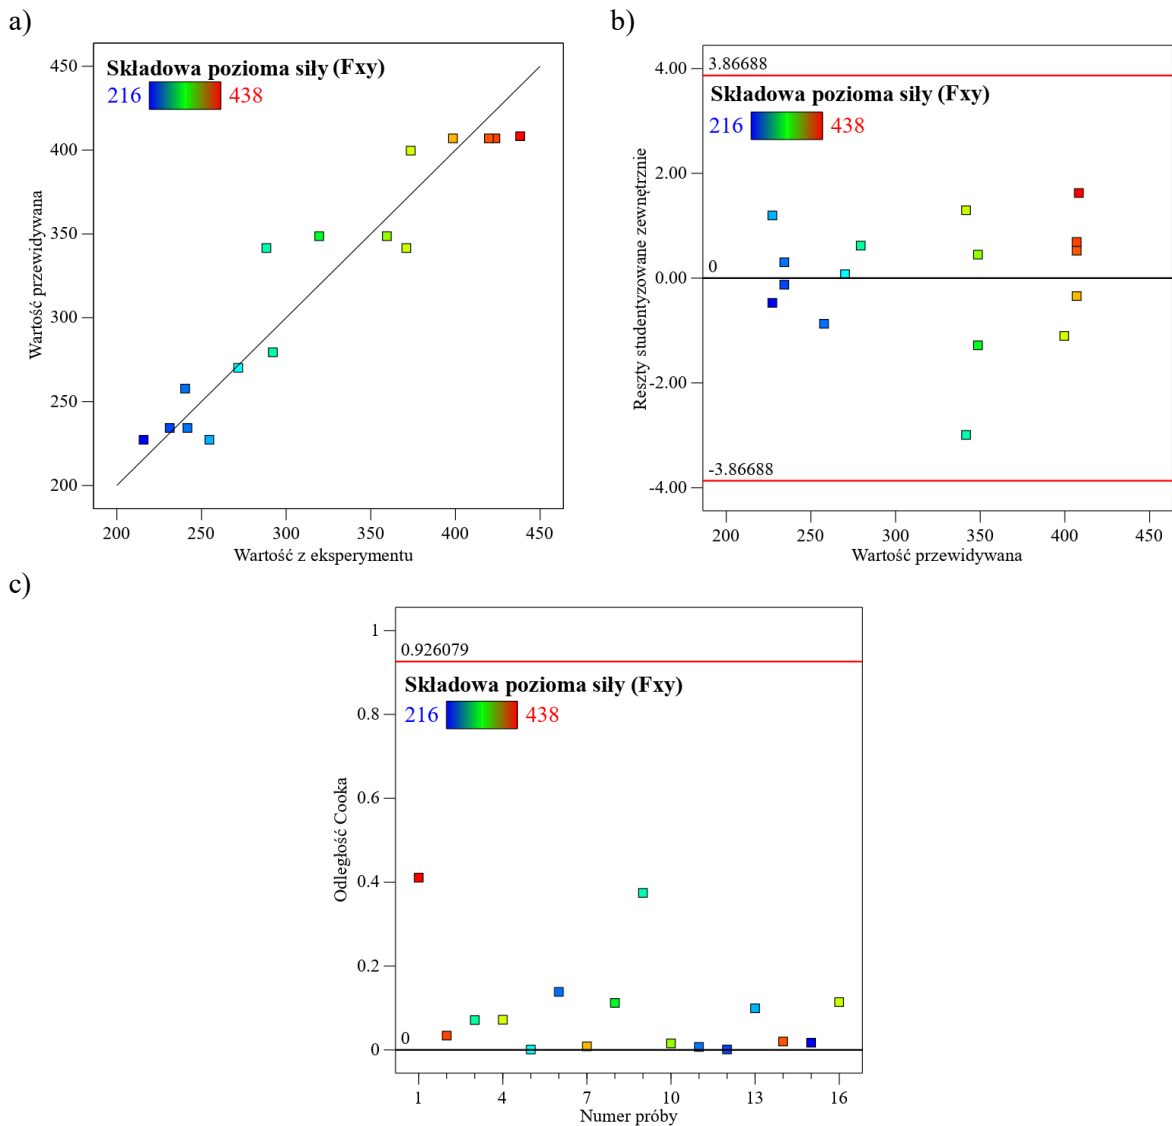 a)
Składowa pozioma siły (Fxy)
216 438
450
400
350
300
250
200
Wartość przewidywana
200 250 300 350 400 450
Wartość z eksperymentu
b)
3.86688
4.00
Składowa pozioma siły (Fxy)
216 438
2.00
0
0.00
-2.00
-3.86688
-4.00
Reszty studentyzowane zewnętrznie
200 250 300 350 400 450
Wartość przewidywana
c)
1
0.926079
Składowa pozioma siły (Fxy)
216 438
0.8
0.6
0.4
0.2
0
0
Odległość Cooka
1 4 7 10 13 16
Numer próby